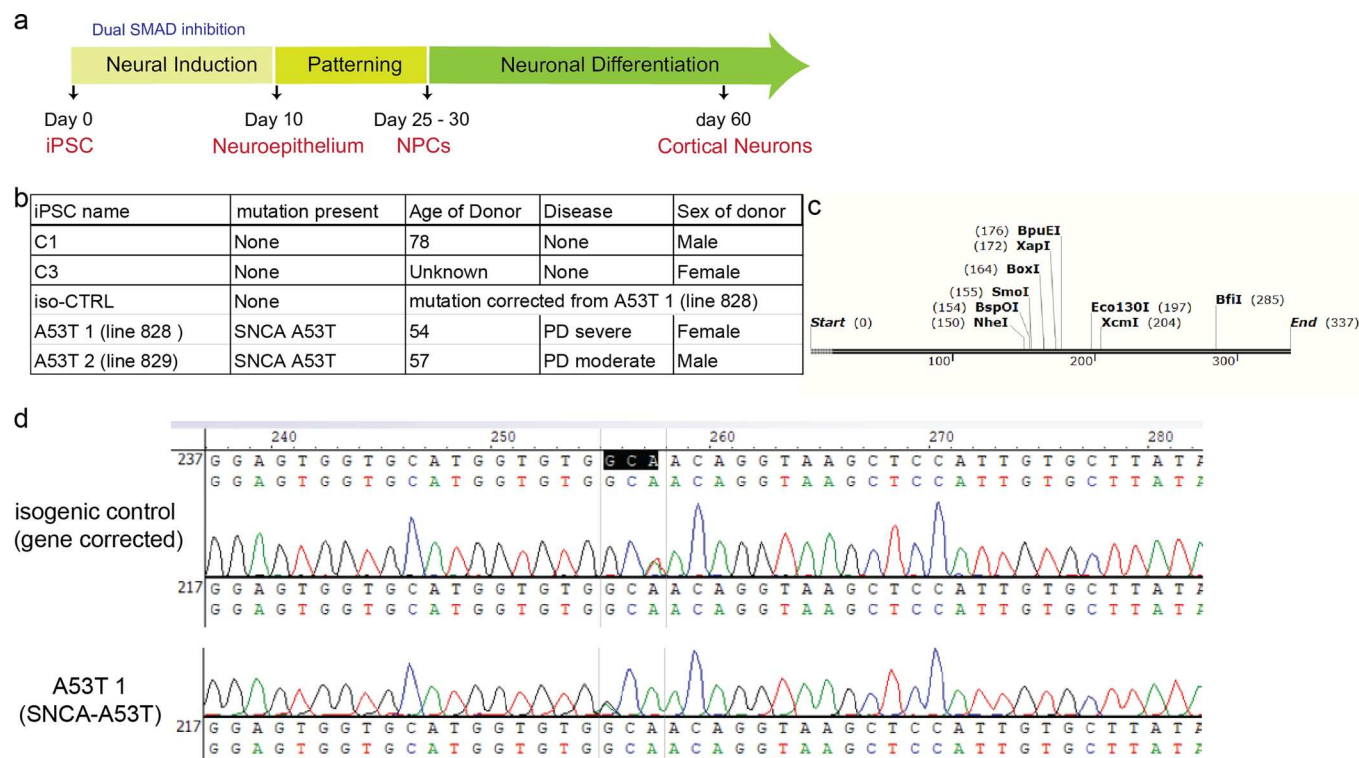 a
Dual SMAD inhibition
Neural Induction Patterning Neuronal Differentiation
Day 0 Day 10 Day 25 - 30 day 60
iPSC Neuroepithelium NPCs Cortical Neurons
b
iPSC name mutation present Age of Donor Disease Sex of donor
C1 None 78 None Male
C3 None Unknown None Female
iso-CTRL None mutation corrected from A53T 1 (line 828)
A53T 1 (line 828 ) SNCA A53T 54 PD severe Female
A53T 2 (line 829) SNCA A53T 57 PD moderate Male
c
(176) BpuEI
(172) XapI
(164) BoxI
(155) SmoI
(154) BspOI Eco130I (197) BfiI (285)
Start (0) (150) NheI XcmI (204) End (337)
100 200 300
d
240 250 260 270 280
237 G G A G T G G T G C A T G G T G T G G C A A C A G G T A A G C T C C A T T G T G C T T A T A
G G A G T G G T G C A T G G T G T G G C A A C A G G T A A G C T C C A T T G T G C T T A T A
isogenic control
(gene corrected)
217 G G A G T G G T G C A T G G T G T G G C A A C A G G T A A G C T C C A T T G T G C T T A T A
G G A G T G G T G C A T G G T G T G G C A A C A G G T A A G C T C C A T T G T G C T T A T A
A53T 1
(SNCA-A53T)
217 G G A G T G G T G C A T G G T G T G G C A A C A G G T A A G C T C C A T T G T G C T T A T A
G G A G T G G T G C A T G G T G T G G C A A C A G G T A A G C T C C A T T G T G C T T A T A